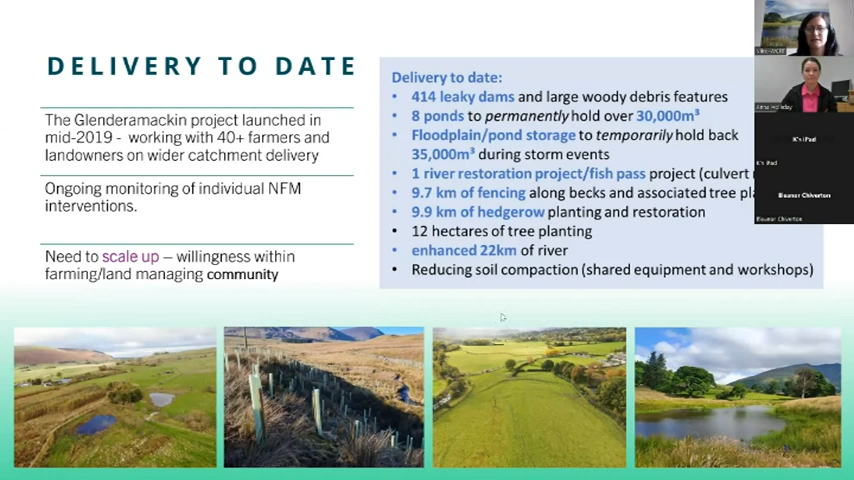 DELIVERY TO DATE
The Glenderamackin project launched in
mid-2019 - working with 40+ farmers and
landowners on wider catchment delivery
Ongoing monitoring of individual NFM
interventions.
Need to scale up – willingness within
farming/land managing community
Delivery to date:
• 414 leaky dams and large woody debris features
• 8 ponds to permanently hold over 30,000m³
• Floodplain/pond storage to temporarily hold back
35,000m³ during storm events
• 1 river restoration project/fish pass project (culvert
• 9.7 km of fencing along becks and associated tree
• 9.9 km of hedgerow planting and restoration
• 12 hectares of tree planting
• enhanced 22km of river
• Reducing soil compaction (shared equipment and workshops)
K's iPad
K's iPad
Eleanor Chiverton
Eleanor Chiverton